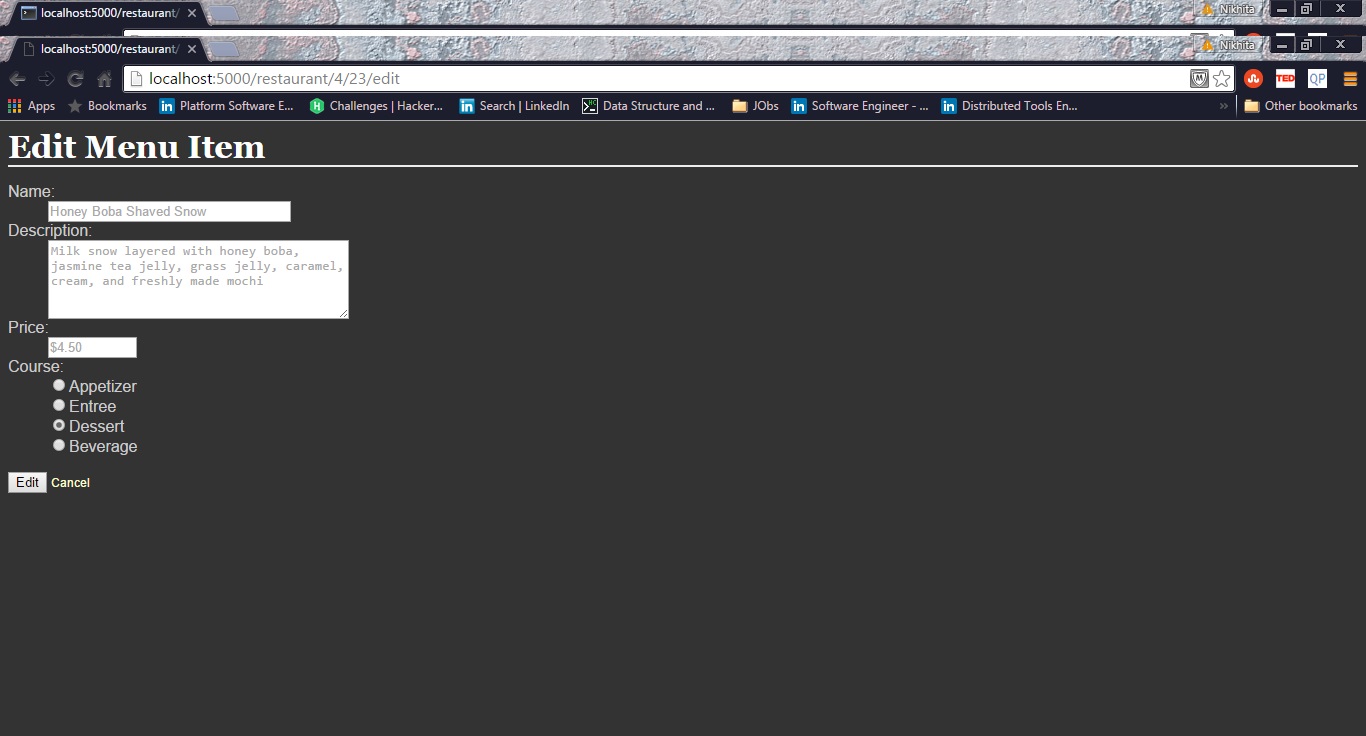 localhost:5000/restaurant/
Nikhita
localhost:5000/restaurant/
Nikhita
localhost:5000/restaurant/4/23/edit
TED
QP
Apps
Bookmarks
Platform Software E...
Challenges | Hacker...
Search | LinkedIn
Data Structure and ...
JObs
Software Engineer - ...
Distributed Tools En...
»
Other bookmarks
Edit Menu Item
Name:
Honey Boba Shaved Snow
Description:
Milk snow layered with honey boba,
jasmine tea jelly, grass jelly, caramel,
cream, and freshly made mochi
Price:
$4.50
Course:
Appetizer
Entree
Dessert
Beverage
Edit Cancel